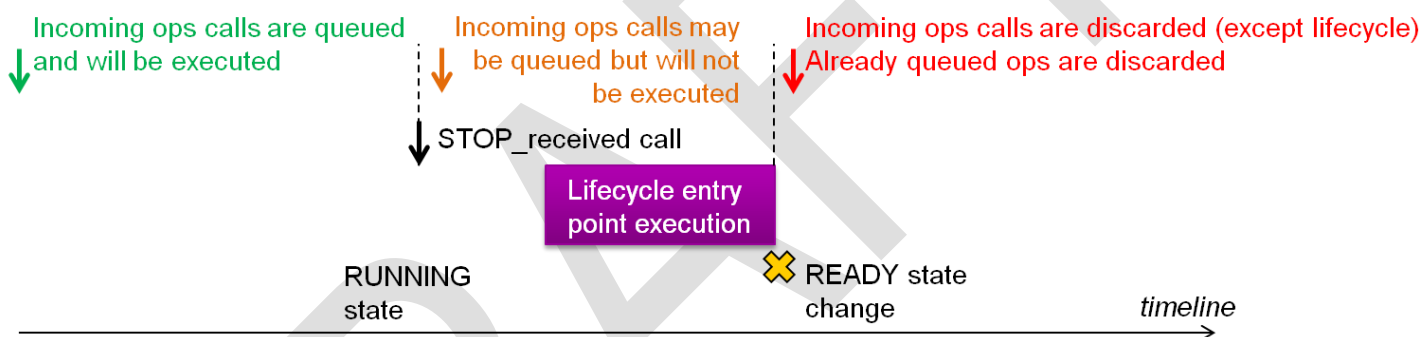 Incoming ops calls are queued
and will be executed
Incoming ops calls may
be queued but will not
be executed
Incoming ops calls are discarded (except lifecycle)
Already queued ops are discarded
STOP_received call
Lifecycle entry
point execution
RUNNING
state
READY state
change
timeline